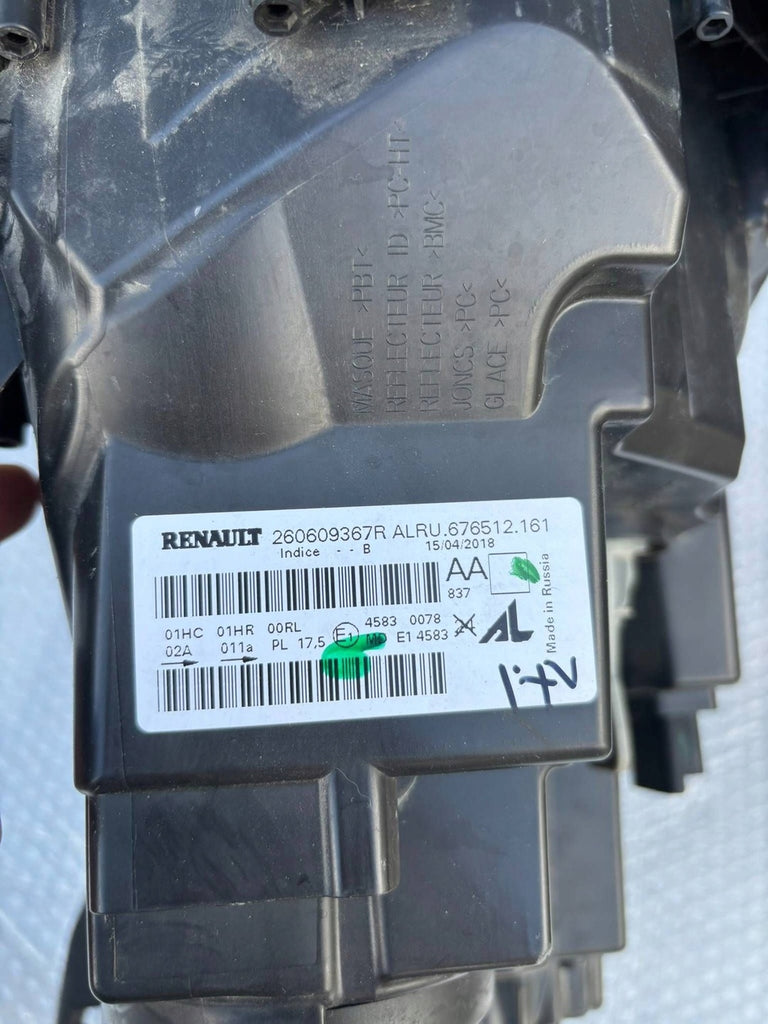 MASQUE >PBT<
REFLECTEUR ID >PC-HT<
REFLECTEUR >BMC<
JONCS >PC<
GLACE >PC<
RENAULT 260609367R ALRU.676512.161
Indice - - B 15/04/2018
AA
837
01HC 01HR 00RL E1 4583 0078
02A 011a PL 17,5 MD E1 4583 AL
Made in Russia